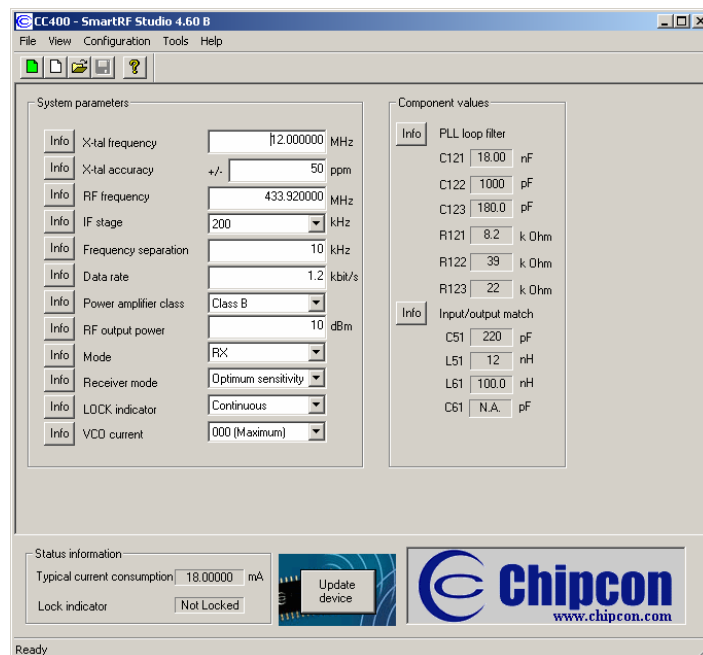 CC400 - SmartRF Studio 4.60 B
File View Configuration Tools Help
System parameters
Info X-tal frequency 12.000000 MHz
Info X-tal accuracy +/- 50 ppm
Info RF frequency 433.920000 MHz
Info IF stage 200 kHz
Info Frequency separation 10 kHz
Info Data rate 1.2 kbit/s
Info Power amplifier class Class B
Info RF output power 10 dBm
Info Mode RX
Info Receiver mode Optimum sensitivity
Info LOCK indicator Continuous
Info VCO current 000 (Maximum)
Component values
Info PLL loop filter
C121 18.00 nF
C122 1000 pF
C123 180.0 pF
R121 8.2 k Ohm
R122 39 k Ohm
R123 22 k Ohm
Info Input/output match
C51 220 pF
L51 12 nH
L61 100.0 nH
C61 N.A. pF
Status information
Typical current consumption 18.00000 mA
Lock indicator Not Locked
Update
device
Chipcon
www.chipcon.com
Ready